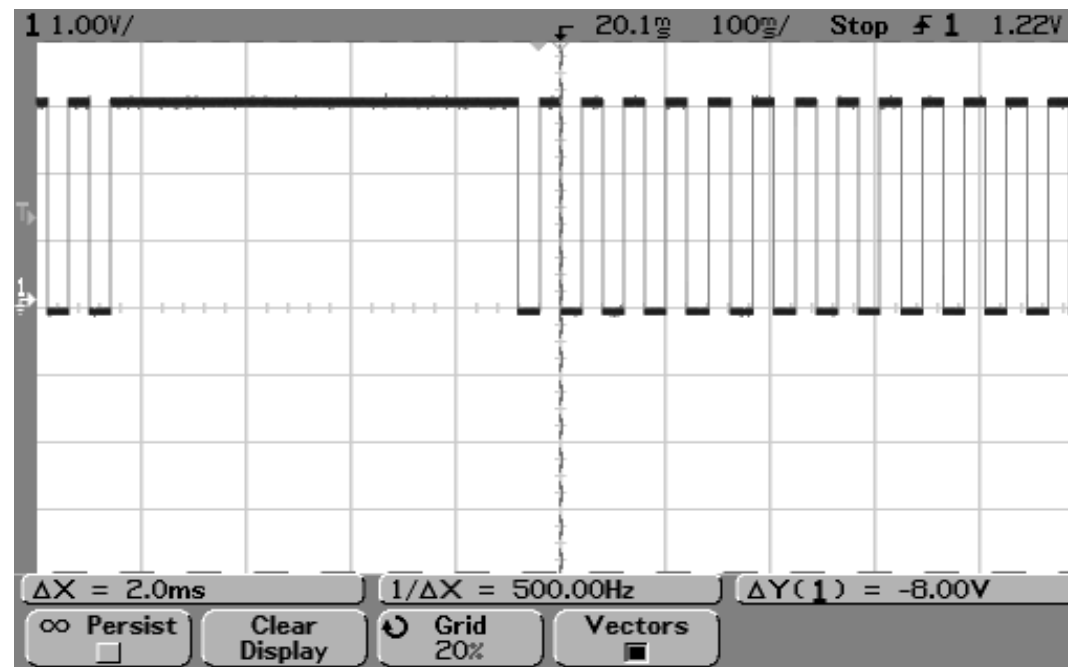 1 1.00V/ 20.1ms 100ms/ Stop 1 1.22V
T
1
ΔX = 2.0ms 1/ΔX = 500.00Hz ΔY(1) = -8.00V
∞ Persist Clear Display Grid 20% Vectors